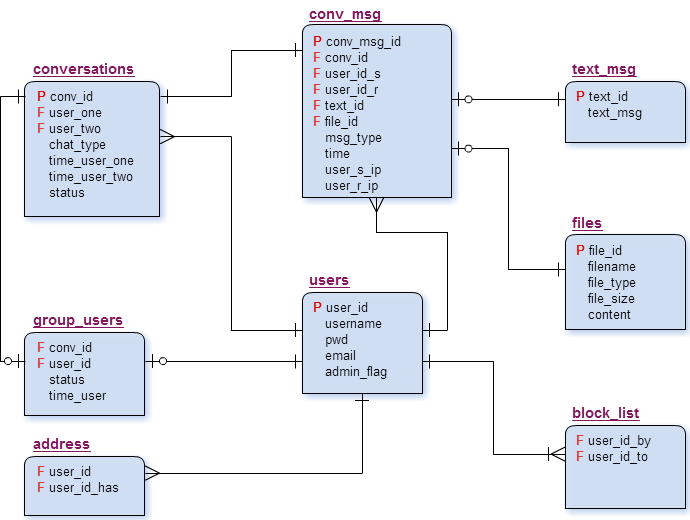 conv_msg
P conv_msg_id
F conv_id
F user_id_s
F user_id_r
F text_id
F file_id
msg_type
time
user_s_ip
user_r_ip
conversations
P conv_id
F user_one
F user_two
chat_type
time_user_one
time_user_two
status
text_msg
P text_id
text_msg
files
P file_id
filename
file_type
file_size
content
users
P user_id
username
pwd
email
admin_flag
group_users
F conv_id
F user_id
status
time_user
address
F user_id
F user_id_has
block_list
F user_id_by
F user_id_to